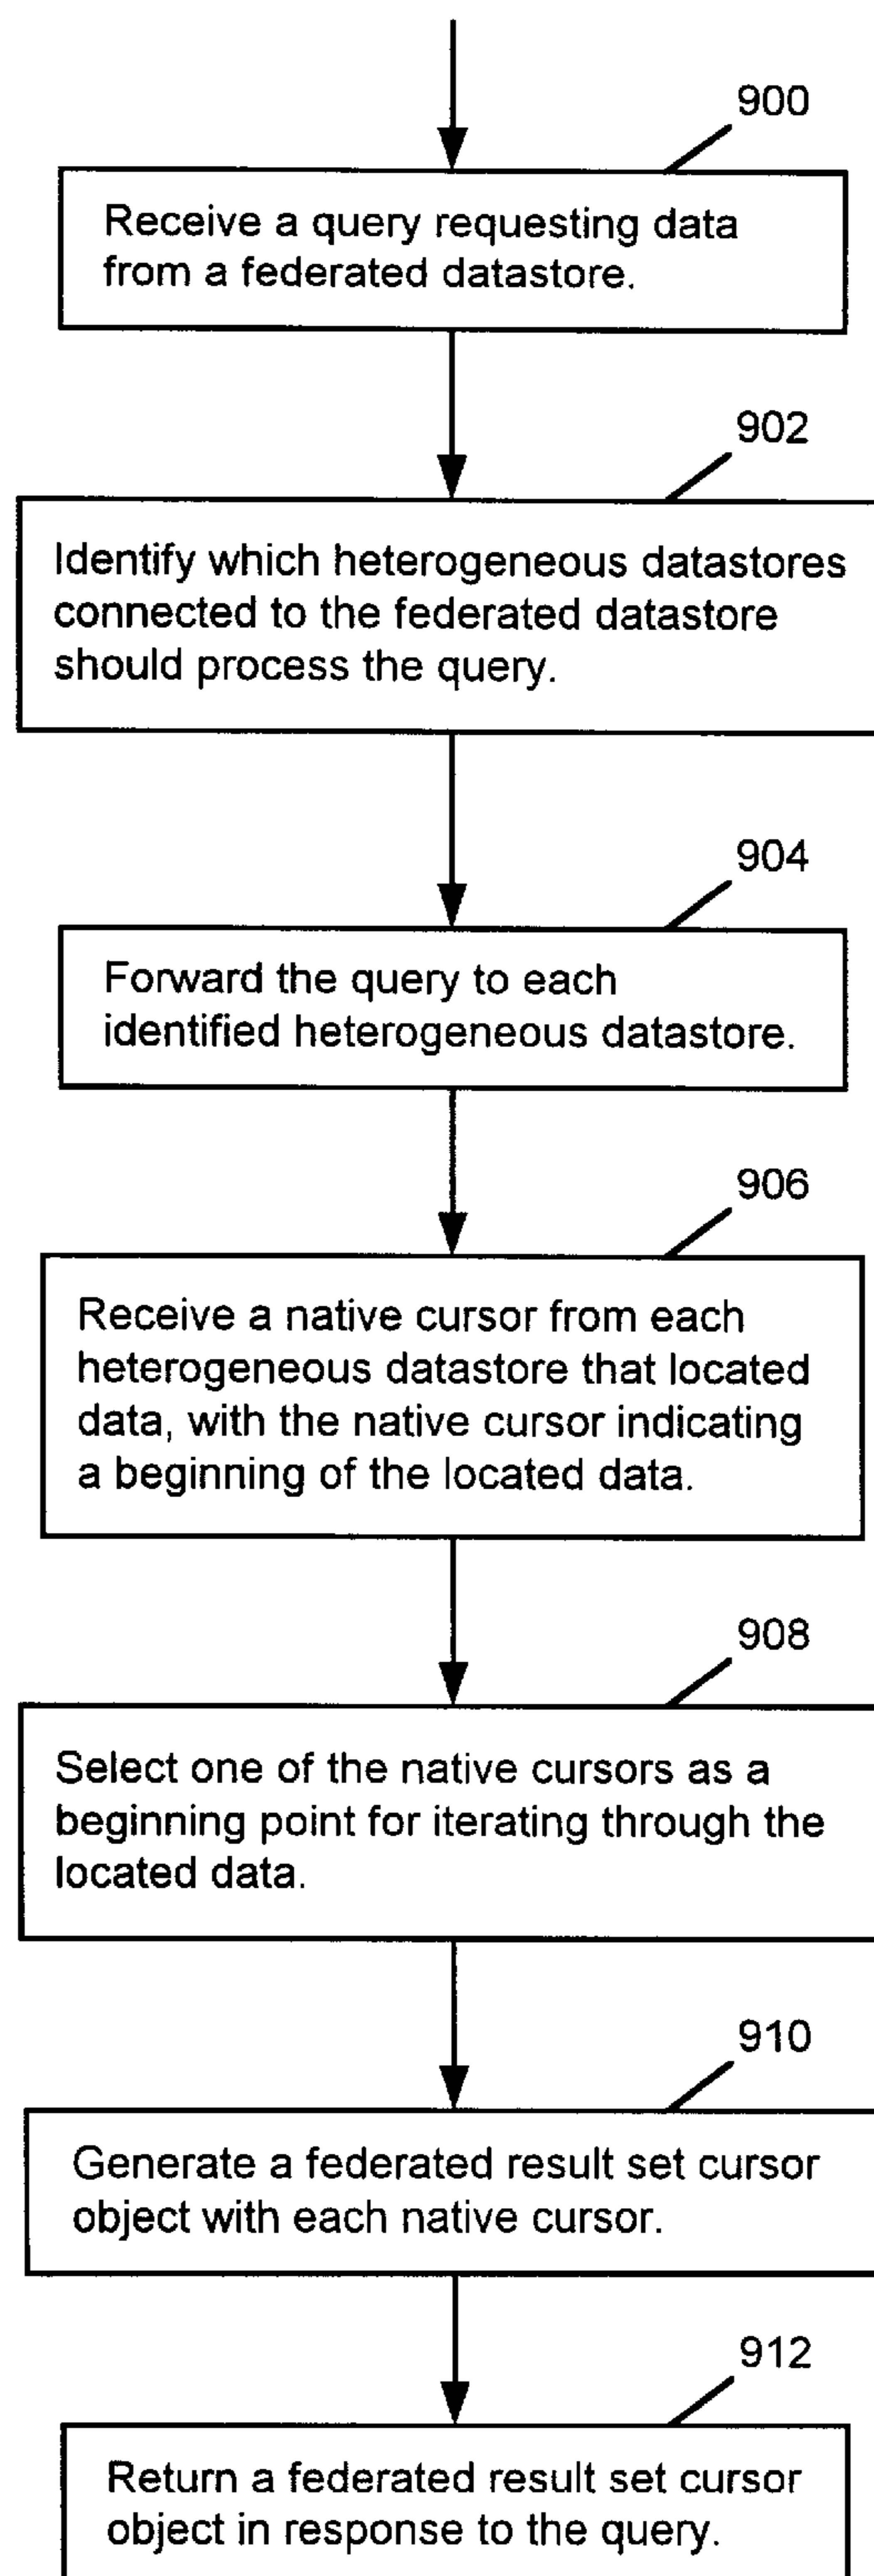 900
Receive a query requesting data
from a federated datastore.
902
Identify which heterogeneous datastores
connected to the federated datastore
should process the query.
904
Forward the query to each
identified heterogeneous datastore.
906
Receive a native cursor from each
heterogeneous datastore that located
data, with the native cursor indicating
a beginning of the located data.
908
Select one of the native cursors as a
beginning point for iterating through the
located data.
910
Generate a federated result set cursor
object with each native cursor.
912
Return a federated result set cursor
object in response to the query.